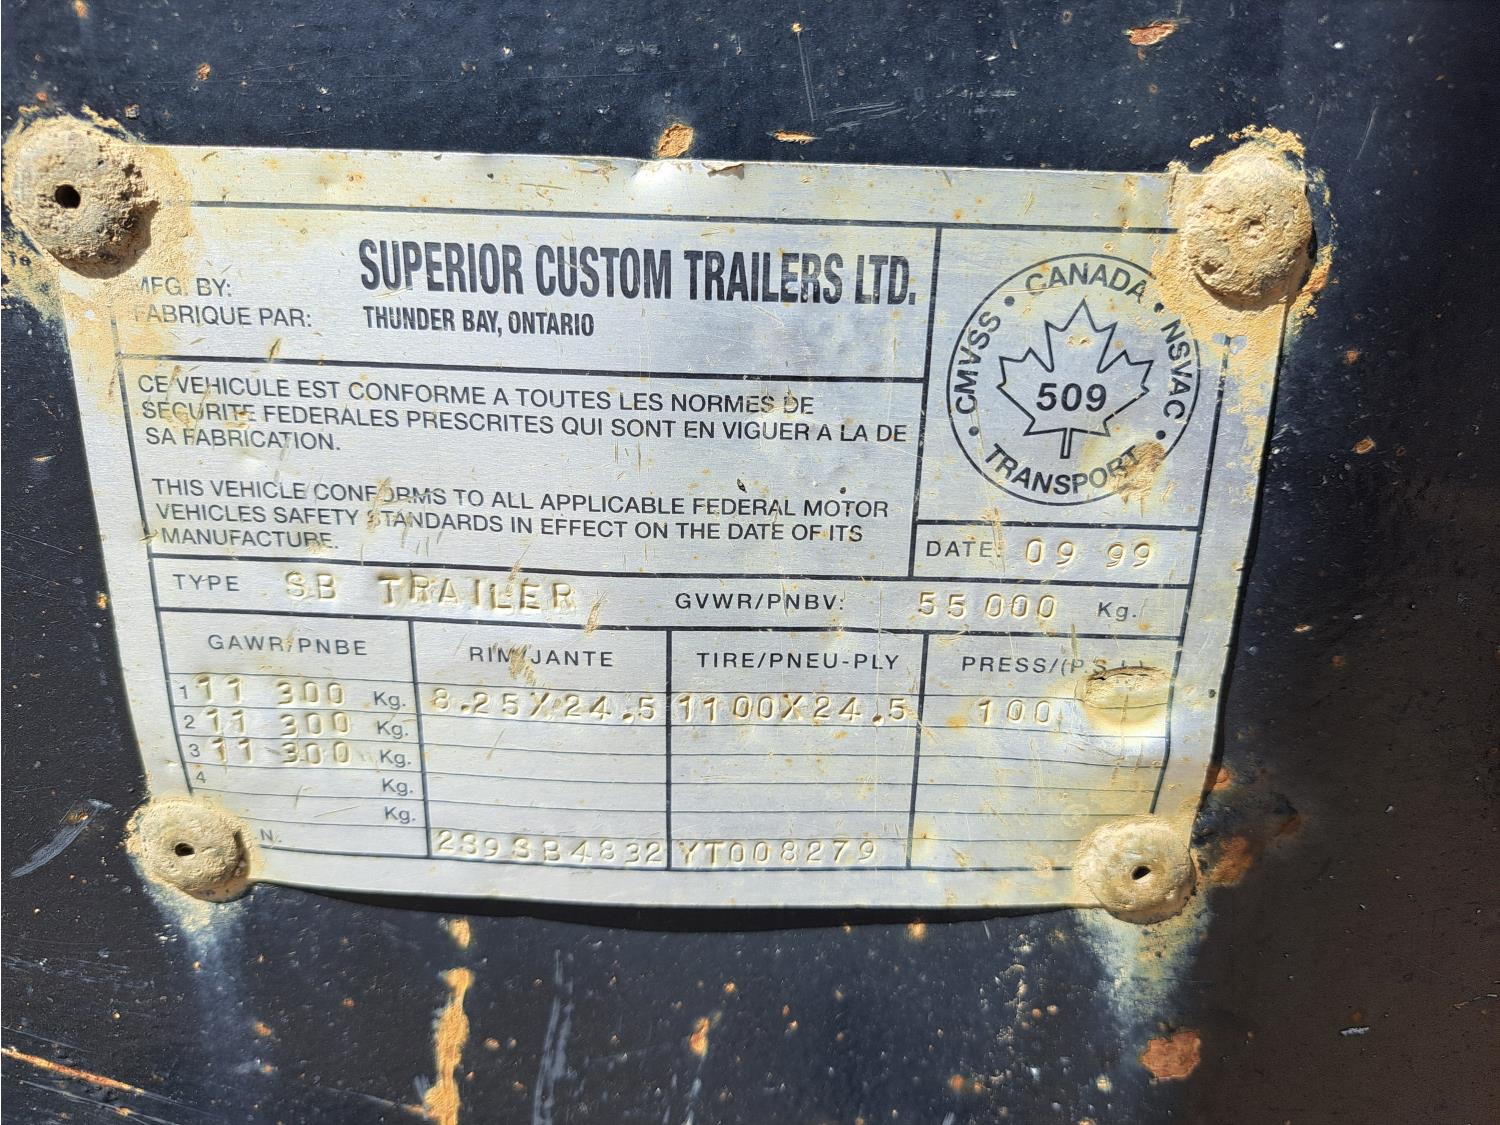 MFG. BY:
FABRIQUE PAR:
SUPERIOR CUSTOM TRAILERS LTD.
THUNDER BAY, ONTARIO
CANADA • NSVAC • TRANSPORT • CMVSS •
509
CE VEHICULE EST CONFORME A TOUTES LES NORMES DE
SECURITE FEDERALES PRESCRITES QUI SONT EN VIGUER A LA DE
SA FABRICATION.
THIS VEHICLE CONFORMS TO ALL APPLICABLE FEDERAL MOTOR
VEHICLES SAFETY STANDARDS IN EFFECT ON THE DATE OF ITS
MANUFACTURE.
DATE: 09 99
TYPE SB TRAILER GVWR/PNBV: 55 000 Kg.
GAWR/PNBE RIM/JANTE TIRE/PNEU-PLY PRESS/(P.S.I.)
1 11 300 Kg. 8.25X24.5 1100X24.5 100
2 11 300 Kg.
3 11 300 Kg.
4 Kg.
Kg.
N. 2S9SB4832 YT008279